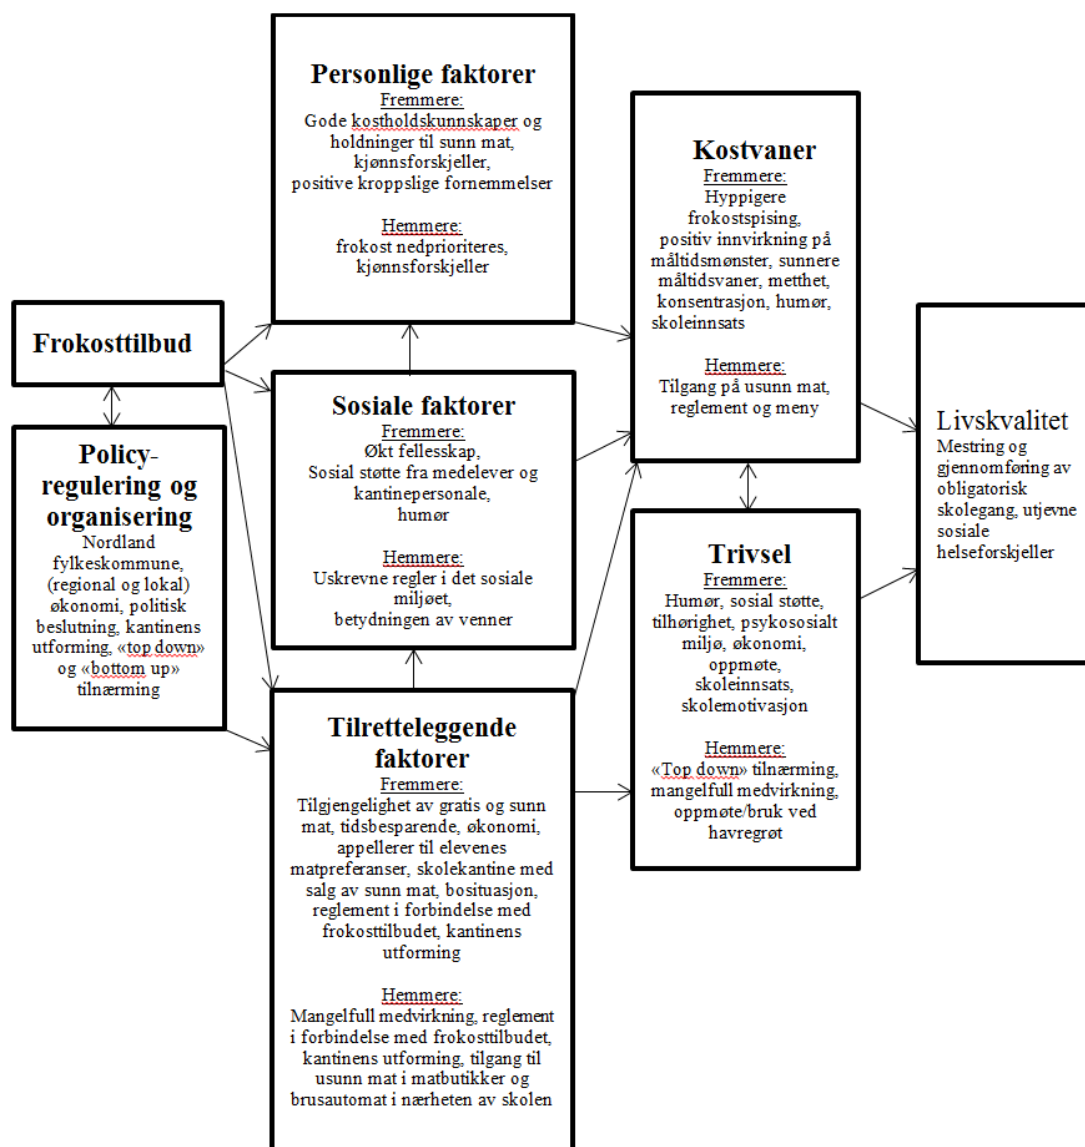 Personlige faktorer
Fremmere:
Gode kostholdskunnskaper og
holdninger til sunn mat,
kjønnsforskjeller,
positive kroppslige fornemmelser
Hemmere:
frokost nedprioriteres,
kjønnsforskjeller
Frokosttilbud
Policy-
regulering og
organisering
Nordland
fylkeskommune,
(regional og lokal)
økonomi, politisk
beslutning, kantinens
utforming, «top down»
og «bottom up»
tilnærming
Sosiale faktorer
Fremmere:
Økt fellesskap,
Sosial støtte fra medelever og
kantinepersonale,
humør
Hemmere:
Uskrevne regler i det sosiale
miljøet,
betydningen av venner
Tilretteleggende
faktorer
Fremmere:
Tilgjengelighet av gratis og sunn
mat, tidsbesparende, økonomi,
appellerer til elevenes
matpreferanser, skolekantine med
salg av sunn mat, bosituasjon,
reglement i forbindelse med
frokosttilbudet, kantinens
utforming
Hemmere:
Mangelfull medvirkning, reglement
i forbindelse med frokosttilbudet,
kantinens utforming, tilgang til
usunn mat i matbutikker og
brusautomat i nærheten av skolen
Kostvaner
Fremmere:
Hyppigere
frokostspising,
positiv innvirkning på
måltidsmønster, sunnere
måltidsvaner, metthet,
konsentrasjon, humør,
skoleinnsats
Hemmere:
Tilgang på usunn mat,
reglement og meny
Trivsel
Fremmere:
Humør, sosial støtte,
tilhørighet, psykososialt
miljø, økonomi,
oppmøte,
skoleinnsats,
skolemotivasjon
Hemmere:
«Top down» tilnærming,
mangelfull medvirkning,
oppmøte/bruk ved
havregrøt
Livskvalitet
Mestring og
gjennomføring av
obligatorisk
skolegang, utjevne
sosiale
helseforskjeller